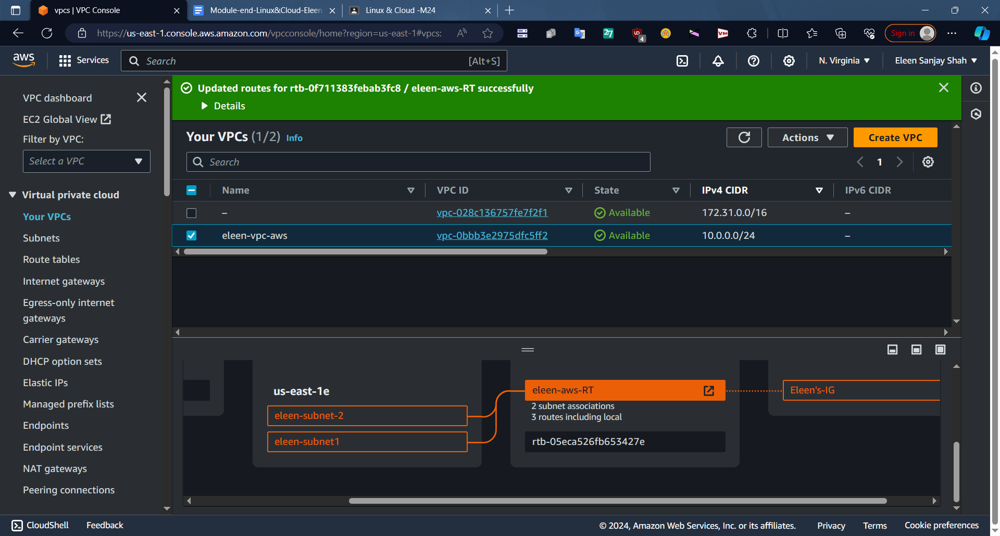 vpcs | VPC Console
Module-end-Linux&Cloud-Eleen
Linux & Cloud -M24
https://us-east-1.console.aws.amazon.com/vpcconsole/home?region=us-east-1#vpcs:
27
4
VM
Sign in
aws
Services
Search
[Alt+S]
N. Virginia
Eleen Sanjay Shah
VPC dashboard
EC2 Global View
Filter by VPC:
Select a VPC
Virtual private cloud
Your VPCs
Subnets
Route tables
Internet gateways
Egress-only internet
gateways
Carrier gateways
DHCP option sets
Elastic IPs
Managed prefix lists
Endpoints
Endpoint services
NAT gateways
Peering connections
Updated routes for rtb-0f711383febab3fc8 / eleen-aws-RT successfully
Details
Your VPCs (1/2) Info
Actions
Create VPC
Search
1
Name VPC ID State IPv4 CIDR IPv6 CIDR
– vpc-028c136757fe7f2f1 Available 172.31.0.0/16 –
eleen-vpc-aws vpc-0bbb3e2975dfc5ff2 Available 10.0.0.0/24 –
us-east-1e
eleen-subnet-2
eleen-subnet1
eleen-aws-RT
2 subnet associations
3 routes including local
rtb-05eca526fb653427e
Eleen's-IG
CloudShell
Feedback
© 2024, Amazon Web Services, Inc. or its affiliates.
Privacy
Terms
Cookie preferences